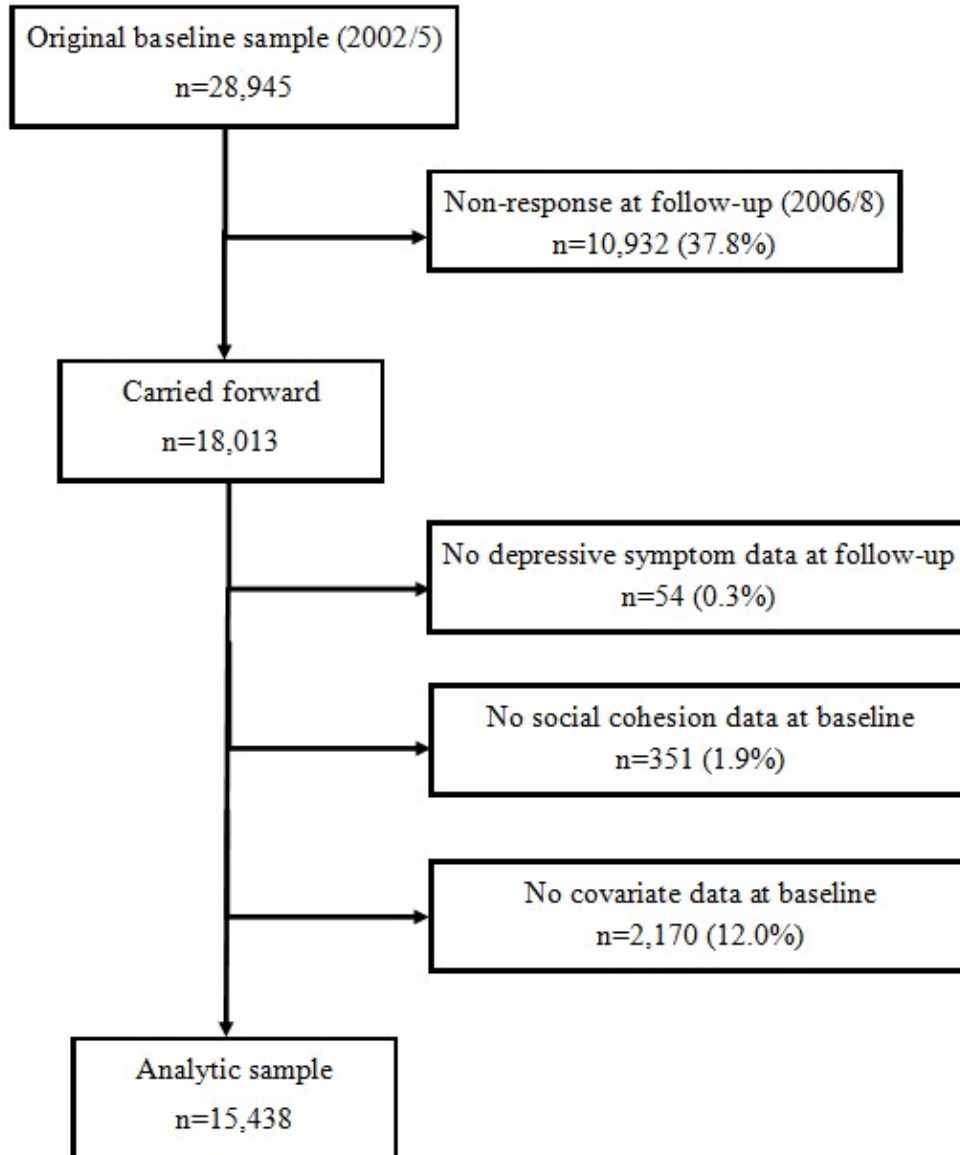 Original baseline sample (2002/5)
n=28,945
Non-response at follow-up (2006/8)
n=10,932 (37.8%)
Carried forward
n=18,013
No depressive symptom data at follow-up
n=54 (0.3%)
No social cohesion data at baseline
n=351 (1.9%)
No covariate data at baseline
n=2,170 (12.0%)
Analytic sample
n=15,438